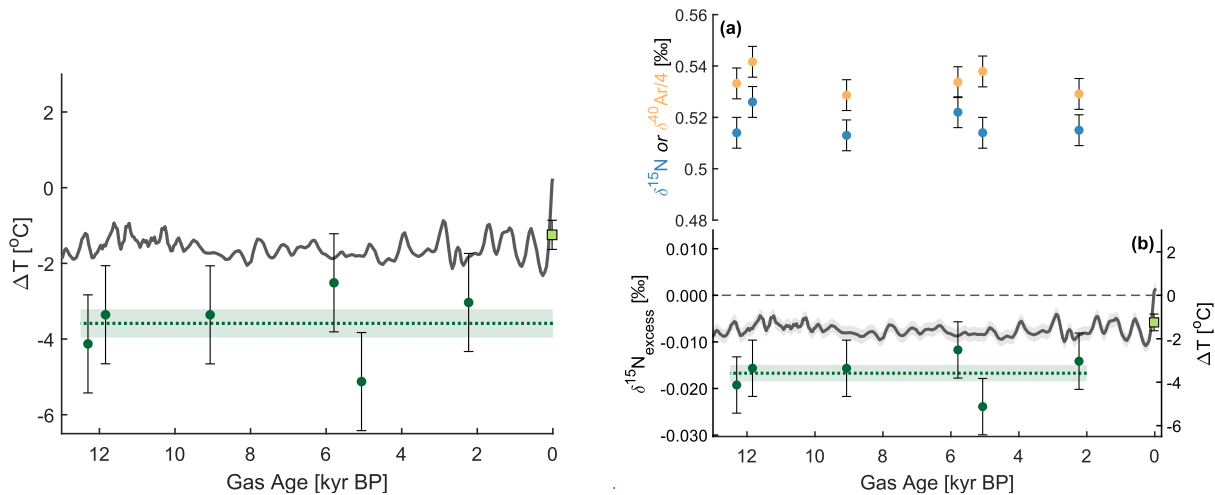 2
0
-2
-4
-6
ΔT [°C]
12 10 8 6 4 2 0
Gas Age [kyr BP]
(a)
0.56
0.54
0.52
0.5
0.48
δ15N or δ40Ar/4 [‰]
(b)
0.010
0.000
-0.010
-0.020
-0.030
δ15Nexcess [‰]
2
0
-2
-4
-6
ΔT [°C]
12 10 8 6 4 2 0
Gas Age [kyr BP]